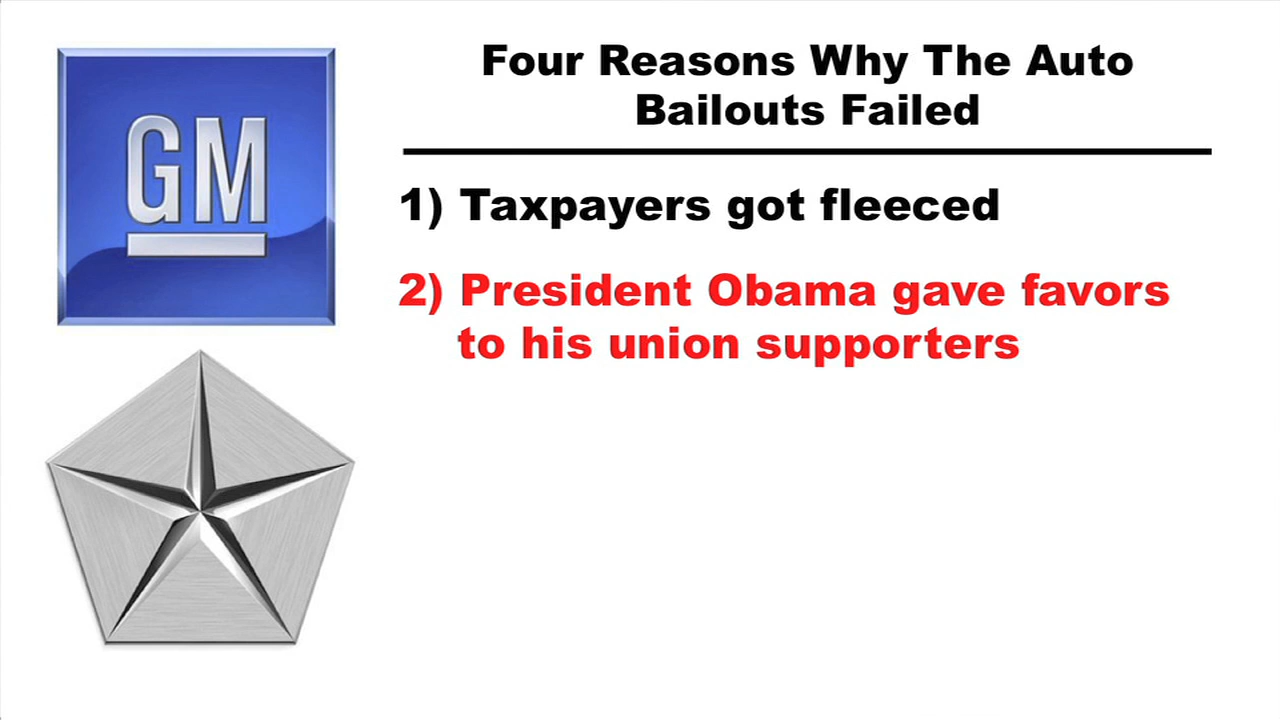 GM
Four Reasons Why The Auto
Bailouts Failed
1) Taxpayers got fleeced
2) President Obama gave favors
to his union supporters